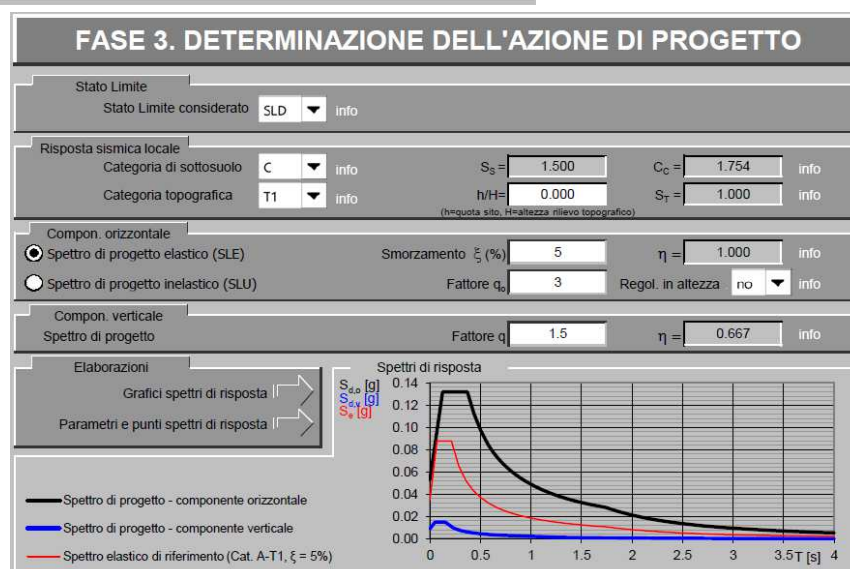 FASE 3. DETERMINAZIONE DELL'AZIONE DI PROGETTO
Stato Limite
Stato Limite considerato SLD info
Risposta sismica locale
Categoria di sottosuolo C info S_S = 1.500 C_C = 1.754 info
Categoria topografica T1 info h/H= 0.000 S_T = 1.000 info
(h=quota sito, H=altezza rilievo topografico)
Compon. orizzontale
Spettro di progetto elastico (SLE) Smorzamento ξ (%) 5 η = 1.000 info
Spettro di progetto inelastico (SLU) Fattore q_o 3 Regol. in altezza no info
Compon. verticale
Spettro di progetto Fattore q 1.5 η = 0.667 info
Elaborazioni
Grafici spettri di risposta
Parametri e punti spettri di risposta
Spettri di risposta
S_d,o [g]
S_d,v [g]
S_e [g]
0.14
0.12
0.10
0.08
0.06
0.04
0.02
0.00
0 0.5 1 1.5 2 2.5 3 3.5 T [s] 4
Spettro di progetto - componente orizzontale
Spettro di progetto - componente verticale
Spettro elastico di riferimento (Cat. A-T1, ξ = 5%)